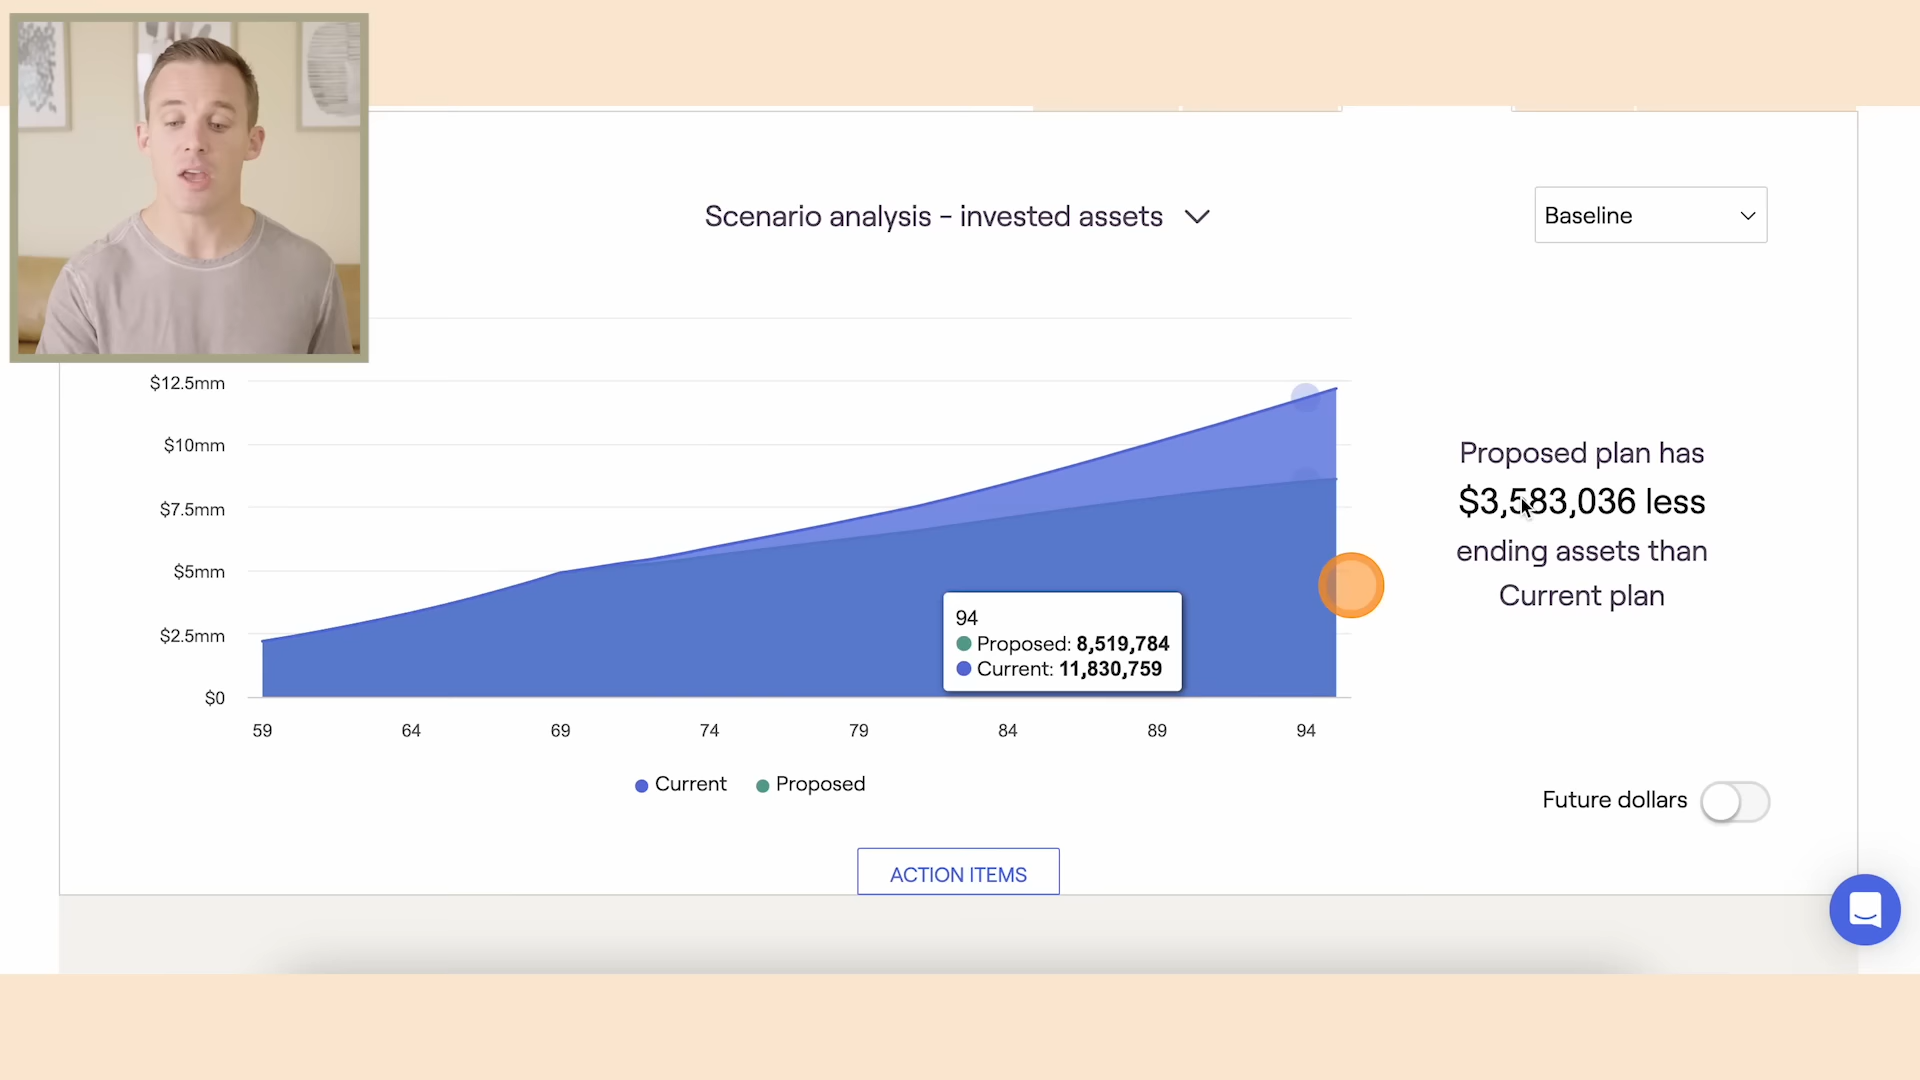 Scenario analysis - invested assets
Baseline
$12.5mm
$10mm
$7.5mm
$5mm
$2.5mm
$0
59 64 69 74 79 84 89 94
94
Proposed: 8,519,784
Current: 11,830,759
Current Proposed
Proposed plan has
$3,583,036 less
ending assets than
Current plan
Future dollars
ACTION ITEMS